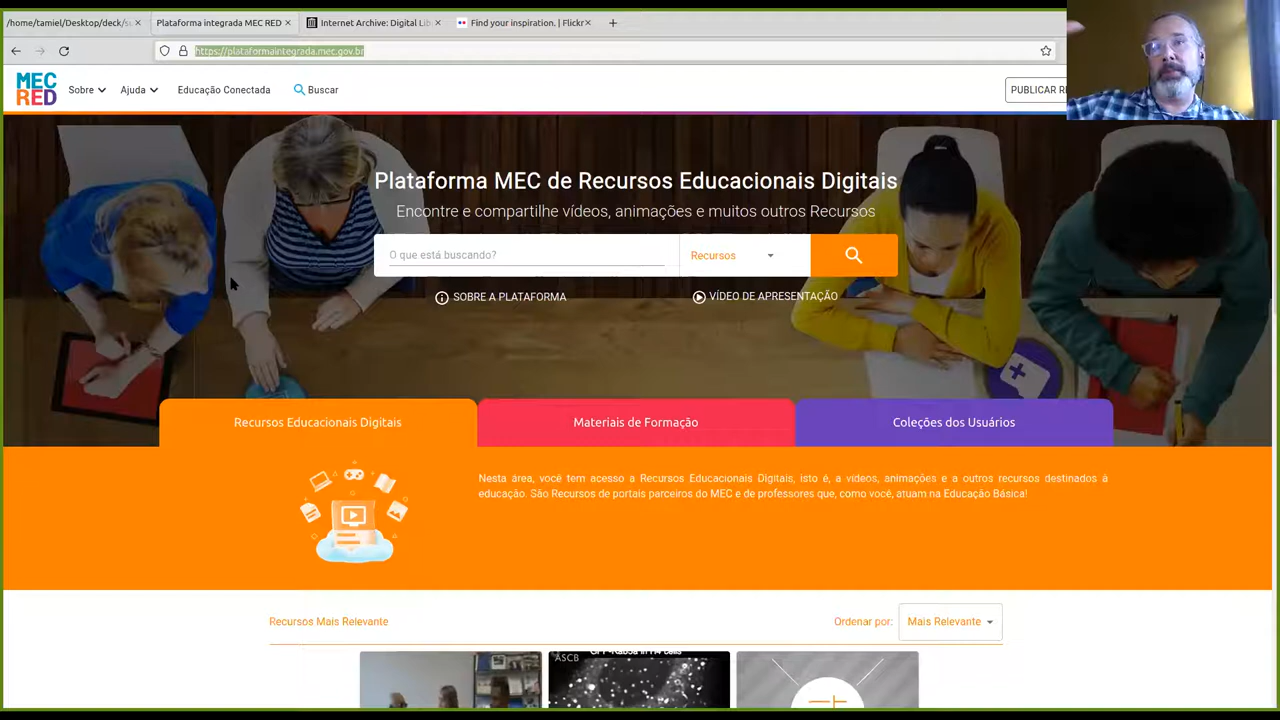 /home/tamiel/Desktop/deck/su
Plataforma integrada MEC RED
Internet Archive: Digital Lib
Find your inspiration. | Flickr
https://plataformaintegrada.mec.gov.br
MEC
RED
Sobre
Ajuda
Educação Conectada
Buscar
PUBLICAR RE
Plataforma MEC de Recursos Educacionais Digitais
Encontre e compartilhe vídeos, animações e muitos outros Recursos
O que está buscando?
Recursos
SOBRE A PLATAFORMA
VÍDEO DE APRESENTAÇÃO
Recursos Educacionais Digitais
Materiais de Formação
Coleções dos Usuários
Nesta área, você tem acesso a Recursos Educacionais Digitais, isto é, a vídeos, animações e a outros recursos destinados à
educação. São Recursos de portais parceiros do MEC e de professores que, como você, atuam na Educação Básica!
Recursos Mais Relevante
Ordenar por:
Mais Relevante
ASCB